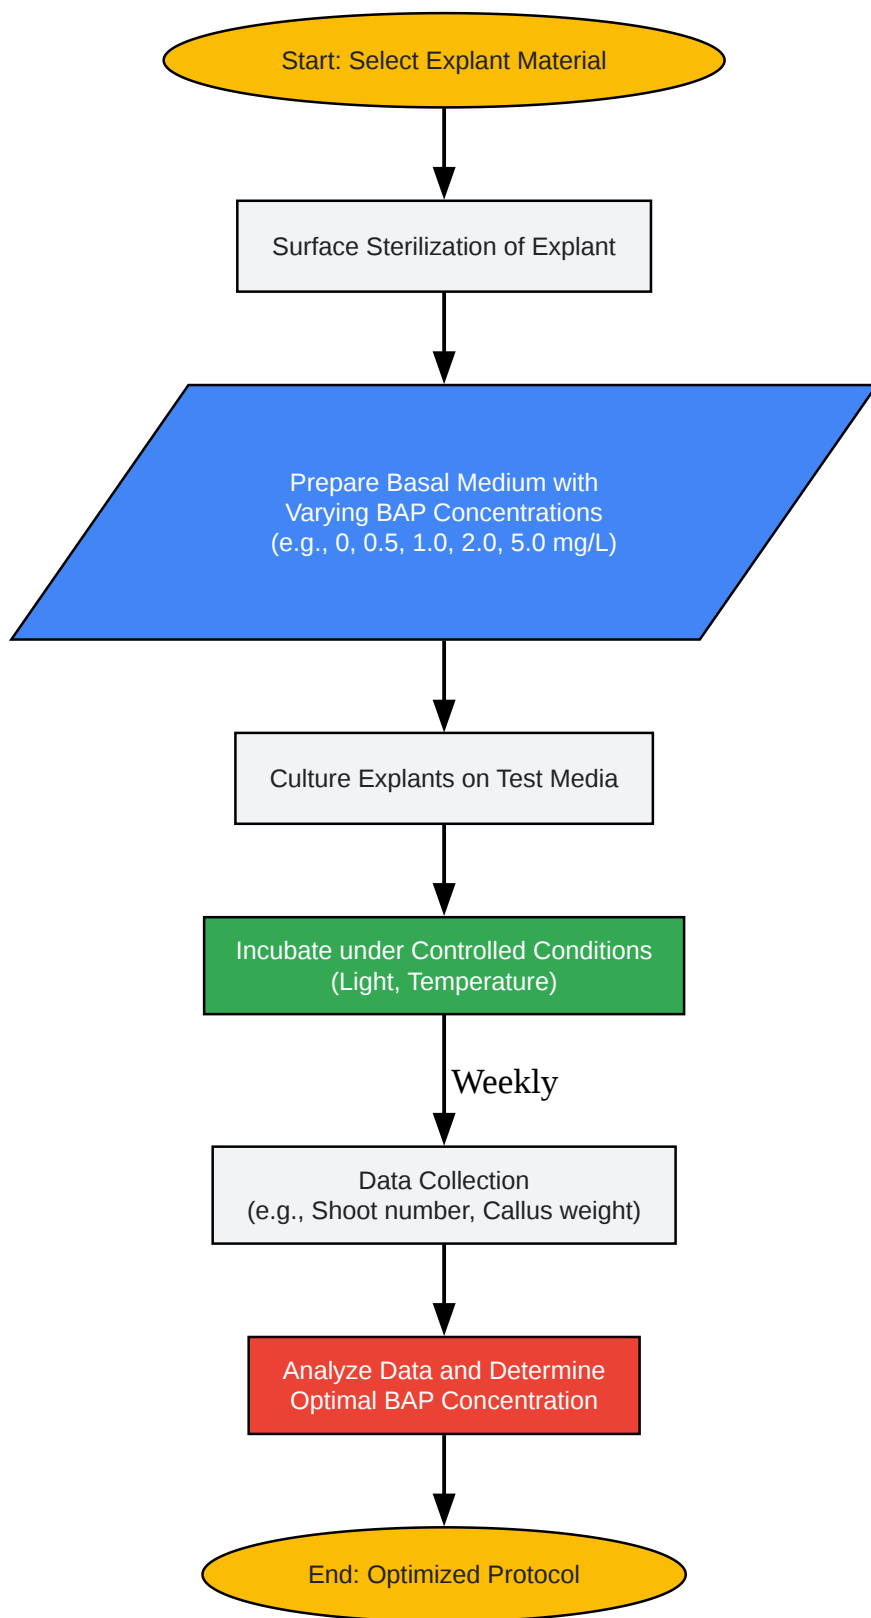 Start: Select Explant Material
Surface Sterilization of Explant
Prepare Basal Medium with
Varying BAP Concentrations
(e.g., 0, 0.5, 1.0, 2.0, 5.0 mg/L)
Culture Explants on Test Media
Incubate under Controlled Conditions
(Light, Temperature)
Weekly
Data Collection
(e.g., Shoot number, Callus weight)
Analyze Data and Determine
Optimal BAP Concentration
End: Optimized Protocol